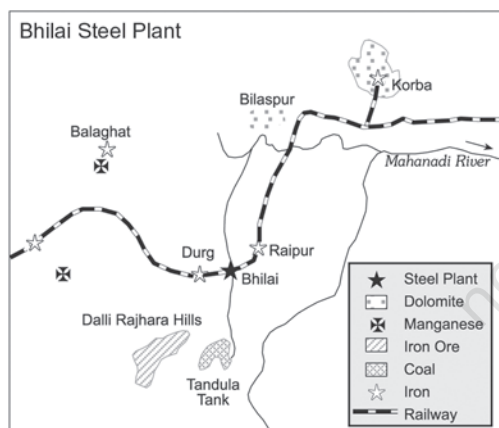 Bhilai Steel Plant
Korba
Bilaspur
Balaghat
Mahanadi River
Durg
Raipur
Bhilai
Dalli Rajhara Hills
Tandula
Tank
Steel Plant
Dolomite
Manganese
Iron Ore
Coal
Iron
Railway